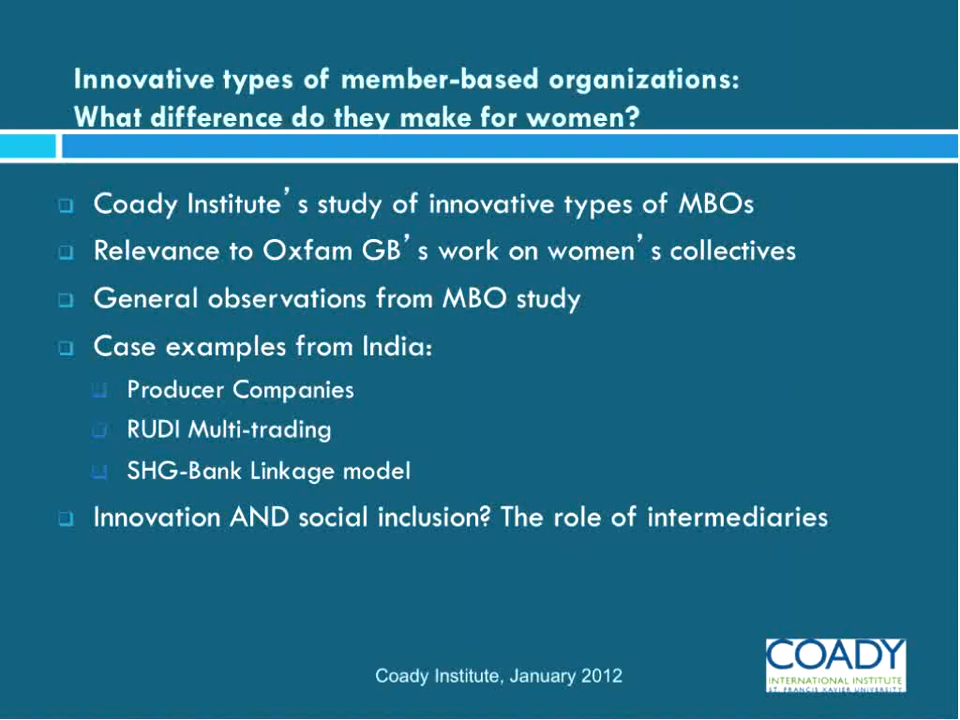 Innovative types of member-based organizations:
What difference do they make for women?
Coady Institute’s study of innovative types of MBOs
Relevance to Oxfam GB’s work on women’s collectives
General observations from MBO study
Case examples from India:
Producer Companies
RUDI Multi-trading
SHG-Bank Linkage model
Innovation AND social inclusion? The role of intermediaries
Coady Institute, January 2012
COADY
INTERNATIONAL INSTITUTE
ST. FRANCIS XAVIER UNIVERSITY